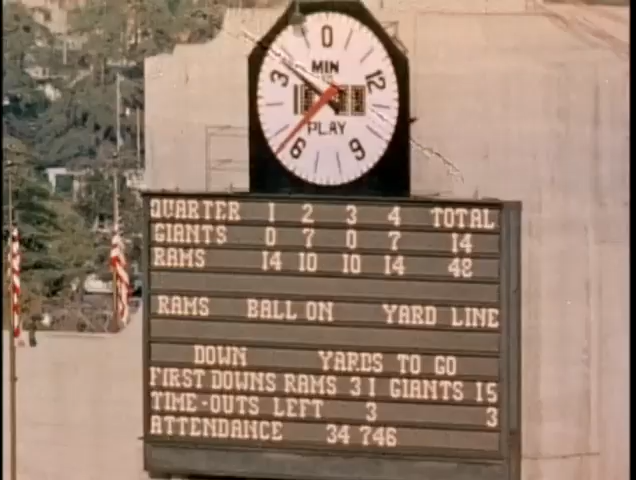 0
3 MIN 12
PLAY
6 9
QUARTER 1 2 3 4 TOTAL
GIANTS 0 7 0 7 14
RAMS 14 10 10 14 48
RAMS BALL ON YARD LINE
DOWN YARDS TO GO
FIRST DOWNS RAMS 31 GIANTS 15
TIME-OUTS LEFT 3 3
ATTENDANCE 34 746